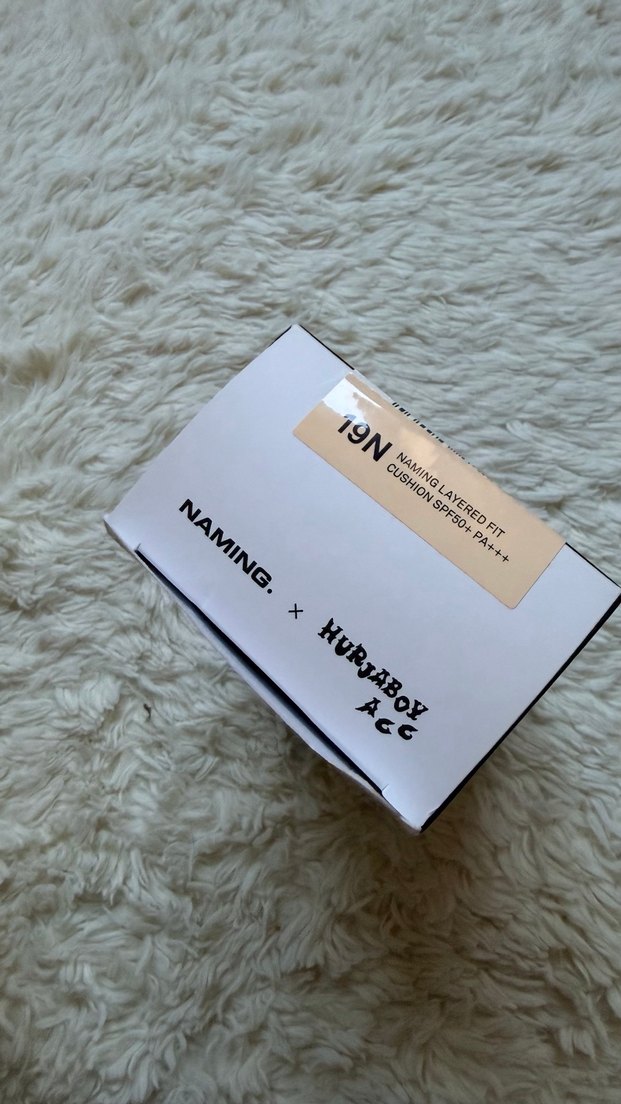 19N
NAMING LAYERED FIT
CUSHION SPF50+ PA+++
NAMING.
×
HURJABOY
ACC